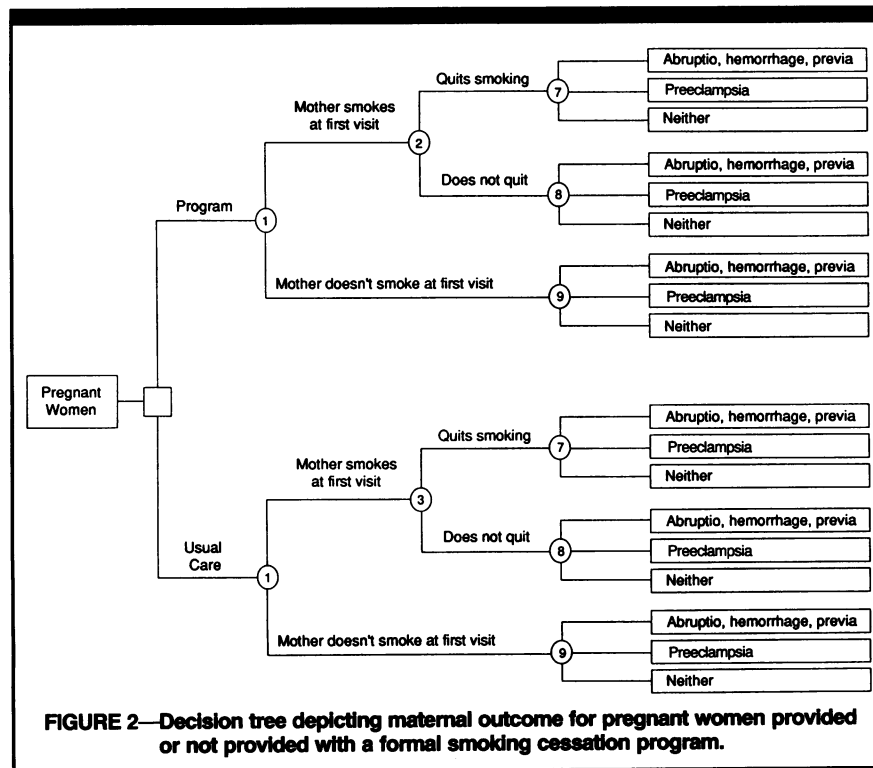 Abruptio, hemorrhage, previa
Quits smoking
7
Preeclampsia
Mother smokes
at first visit
Neither
2
Abruptio, hemorrhage, previa
Does not quit
8
Preeclampsia
Program
Neither
1
Abruptio, hemorrhage, previa
Mother doesn't smoke at first visit
9
Preeclampsia
Neither
Pregnant
Women
Abruptio, hemorrhage, previa
Quits smoking
7
Preeclampsia
Mother smokes
at first visit
Neither
3
Abruptio, hemorrhage, previa
Does not quit
8
Preeclampsia
Usual
Care
Neither
1
Abruptio, hemorrhage, previa
Mother doesn't smoke at first visit
9
Preeclampsia
Neither
FIGURE 2—Decision tree depicting maternal outcome for pregnant women provided
or not provided with a formal smoking cessation program.